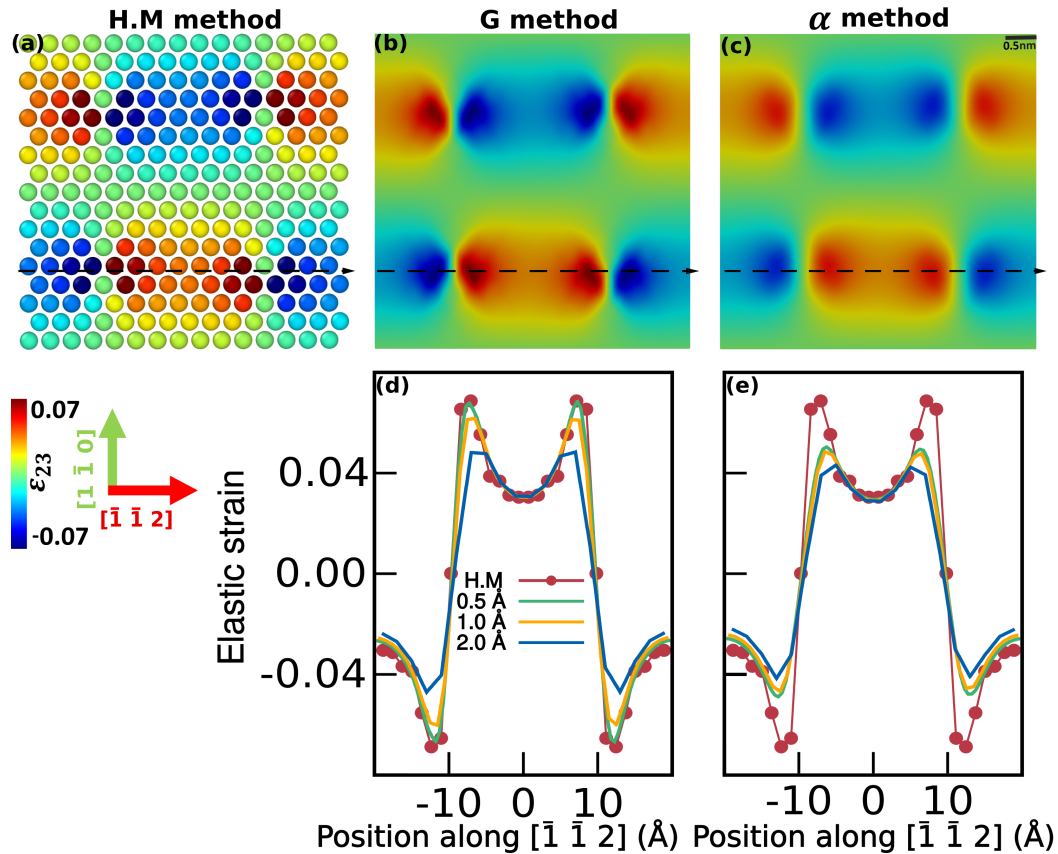 H.M method
G method
α method
(a)
(b)
(c)
0.5nm
(d)
(e)
0.07
-0.07
ε23
[1 1̄ 0]
[1̄ 1̄ 2]
Elastic strain
0.04
0.00
-0.04
H.M
0.5 Å
1.0 Å
2.0 Å
-10 0 10
-10 0 10
Position along [1̄ 1̄ 2] (Å)
Position along [1̄ 1̄ 2] (Å)